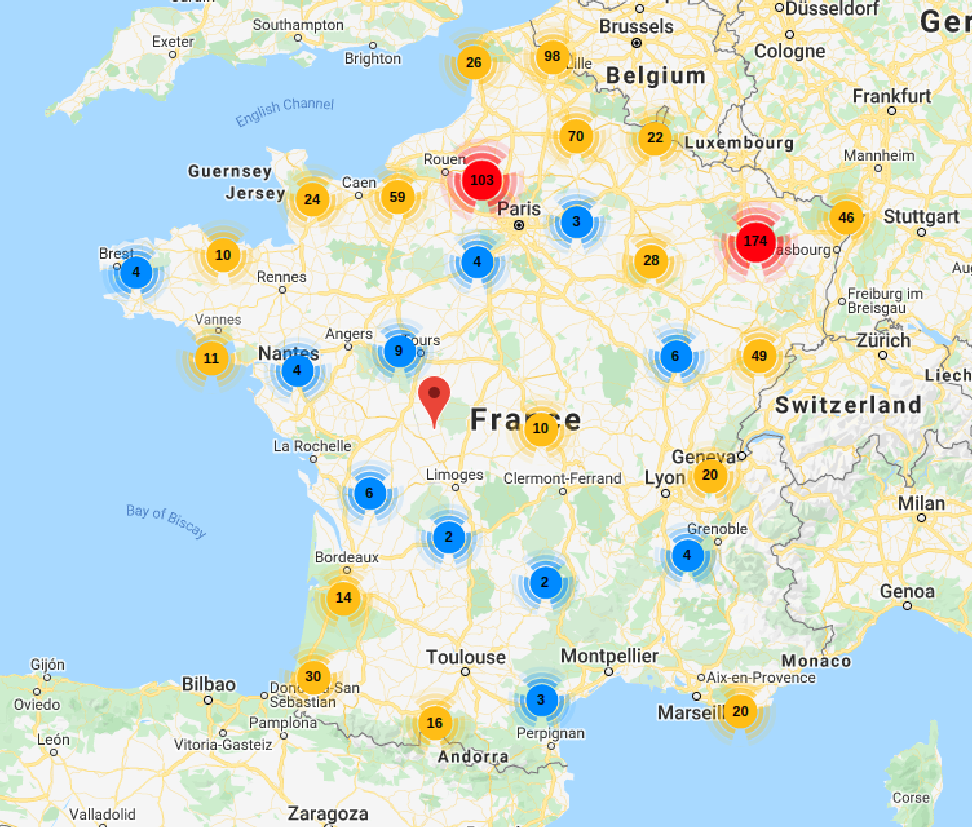 Düsseldorf
Southampton
Brussels
Ger
Exeter
Brighton
26
98
Lille
Cologne
Belgium
English Channel
Frankfurt
70
22
Luxembourg
Rouen
Mannheim
Guernsey
103
Jersey
24
Caen
59
Paris
3
46
Stuttgart
174
asbourg
Brest
10
4
Rennes
4
28
Au
Freiburg im
Breisgau
Vannes
Angers
Zürich
11
Nantes
9
ours
6
49
4
Liech
Switzerland
France
10
La Rochelle
Geneva
Limoges
Clermont-Ferrand
Lyon
20
6
Milan
Bay of Biscay
2
Grenoble
4
Bordeaux
2
14
Genoa
Toulouse
Montpellier
Monaco
Gijón
30
Aix-en-Provence
Bilbao
Donostia-San
Sebastian
Oviedo
3
Marseill
20
Pamplona
16
León
Vitoria-Gasteiz
Perpignan
Andorra
Corse
Valladolid
Zaragoza